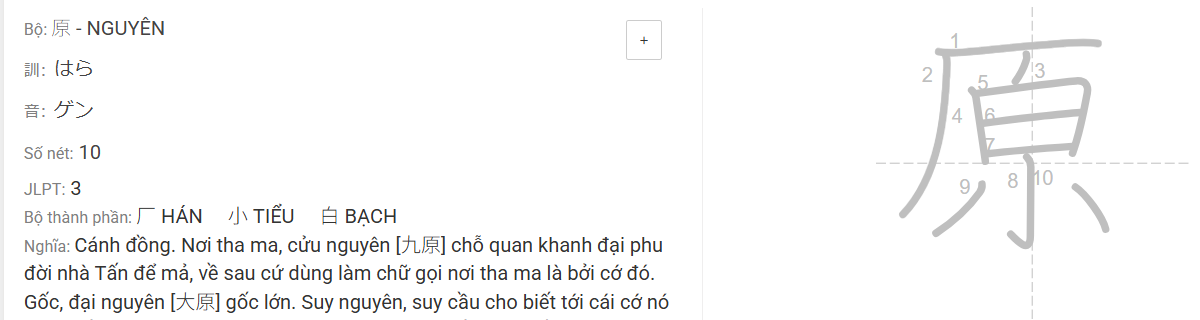 Bộ: 原 - NGUYÊN
+
訓: はら
音: ゲン
Số nét: 10
JLPT: 3
Bộ thành phần: 厂 HÁN 小 TIỂU 白 BẠCH
Nghĩa: Cánh đồng. Nơi tha ma, cửu nguyên [九原] chỗ quan khanh đại phu
đời nhà Tấn để mả, về sau cứ dùng làm chữ gọi nơi tha ma là bởi cớ đó.
Gốc, đại nguyên [大原] gốc lớn. Suy nguyên, suy cầu cho biết tới cái cớ nó
原
1
2
3
5
4
6
7
9
8
10